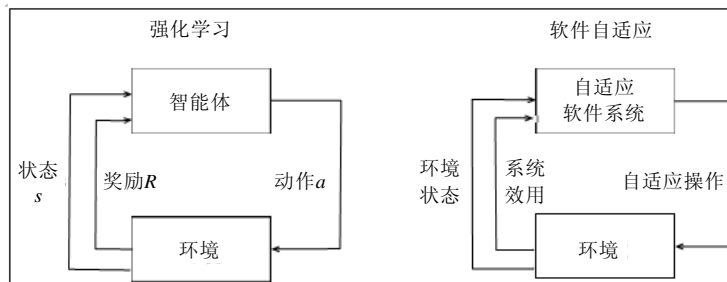 强化学习
智能体
状态
s
奖励R
动作a
环境
软件自适应
自适应
软件系统
环境
状态
系统
效用
自适应操作
环境